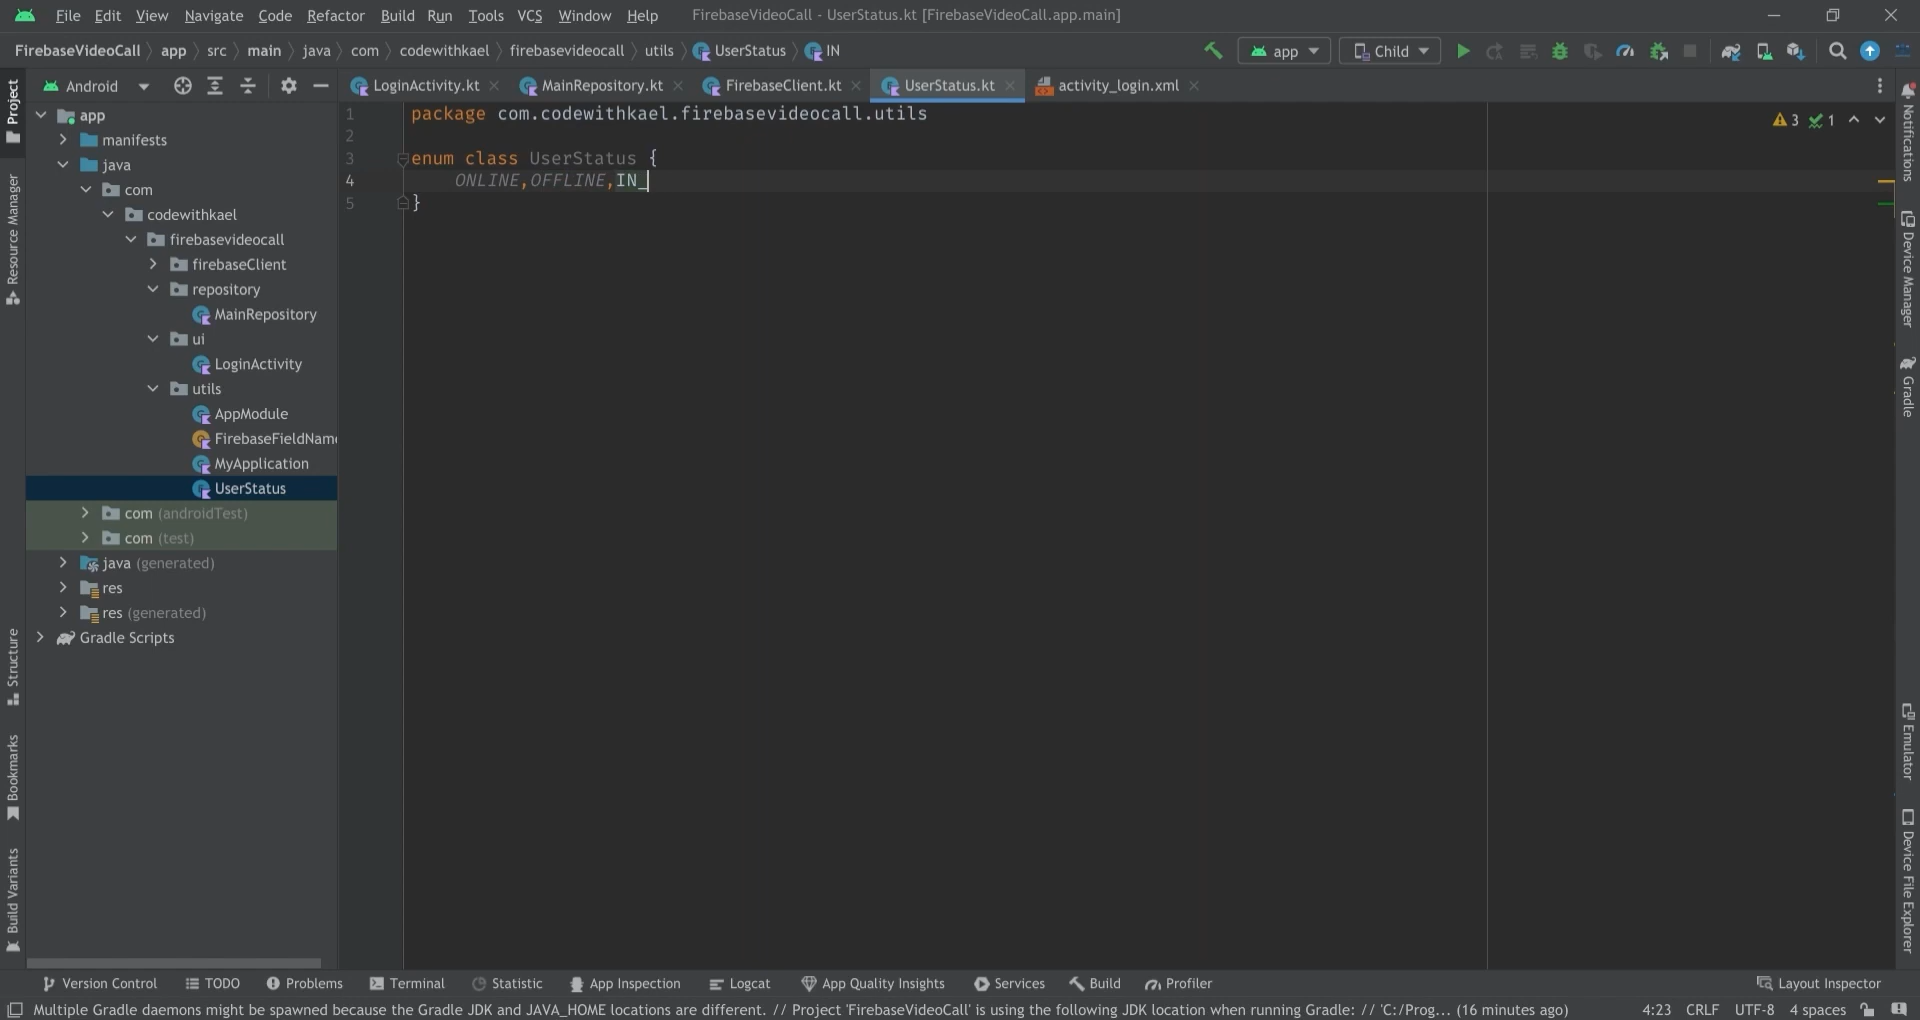 File Edit View Navigate Code Refactor Build Run Tools VCS Window Help FirebaseVideoCall - UserStatus.kt [FirebaseVideoCall.app.main]
FirebaseVideoCall app src main java com codewithkael firebasevideocall utils UserStatus IN app Child
Project
Resource Manager
Structure
Bookmarks
Build Variants
Android
app
manifests
java
com
codewithkael
firebasevideocall
firebaseClient
repository
MainRepository
ui
LoginActivity
utils
AppModule
FirebaseFieldName
MyApplication
UserStatus
com (androidTest)
com (test)
java (generated)
res
res (generated)
Gradle Scripts
LoginActivity.kt MainRepository.kt FirebaseClient.kt UserStatus.kt activity_login.xml
1 package com.codewithkael.firebasevideocall.utils
2
3 enum class UserStatus {
4 ONLINE,OFFLINE,IN_
5 }
3 1
Notifications
Device Manager
Gradle
Emulator
Device File Explorer
Version Control TODO Problems Terminal Statistic App Inspection Logcat App Quality Insights Services Build Profiler Layout Inspector
Multiple Gradle daemons might be spawned because the Gradle JDK and JAVA_HOME locations are different. // Project 'FirebaseVideoCall' is using the following JDK location when running Gradle: // 'C:/Prog... (16 minutes ago) 4:23 CRLF UTF-8 4 spaces